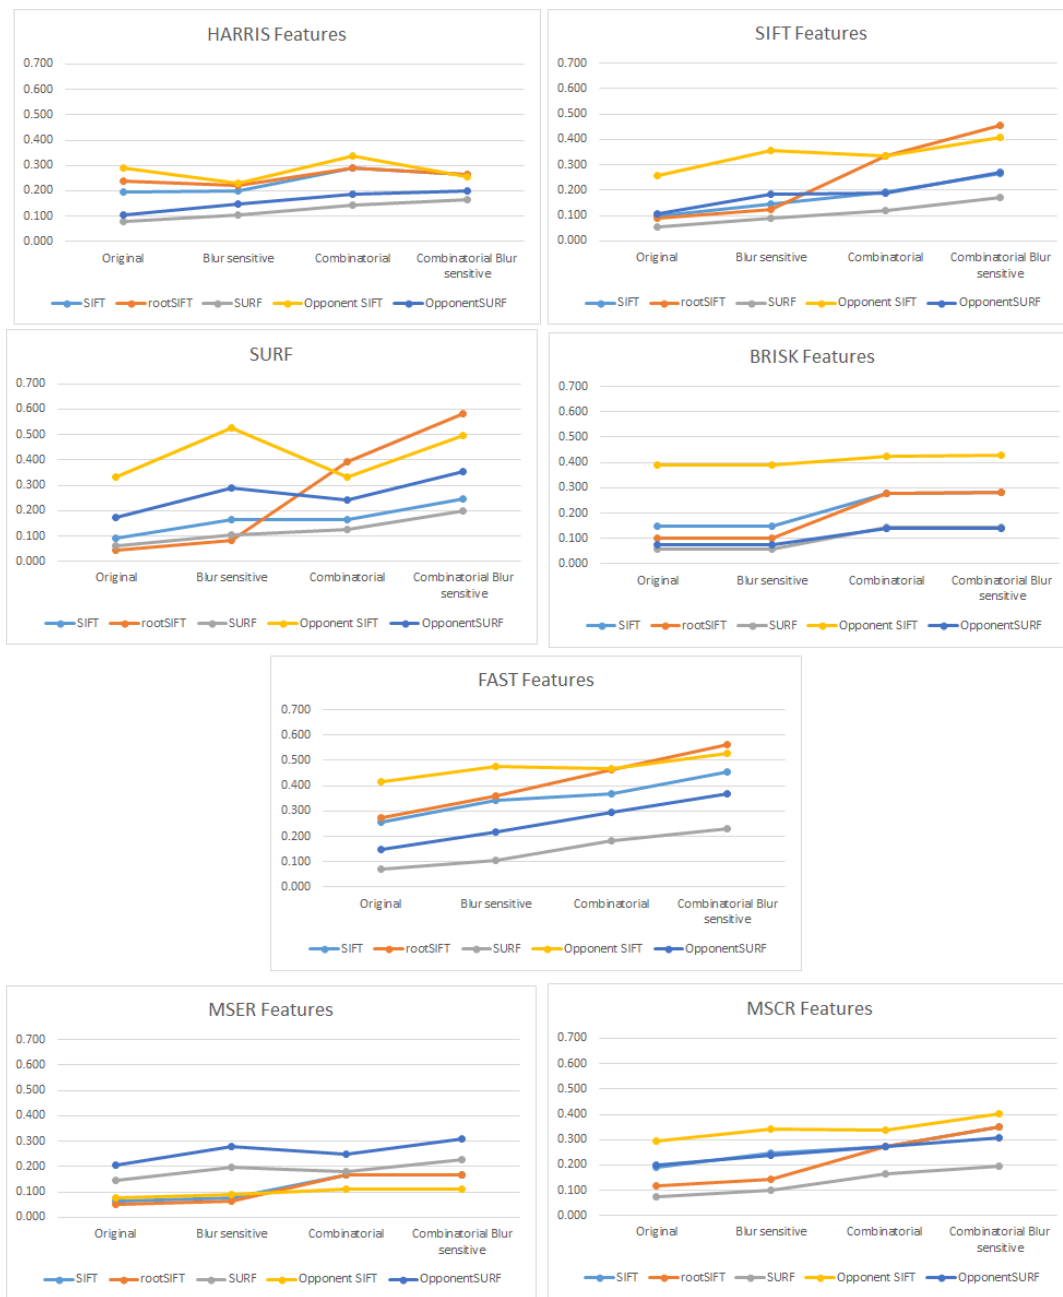 HARRIS Features
0.700
0.600
0.500
0.400
0.300
0.200
0.100
0.000
Original Blur sensitive Combinatorial Combinatorial Blur
sensitive
SIFT rootSIFT SURF Opponent SIFT OpponentSURF
SIFT Features
0.700
0.600
0.500
0.400
0.300
0.200
0.100
0.000
Original Blur sensitive Combinatorial Combinatorial Blur
sensitive
SIFT rootSIFT SURF Opponent SIFT OpponentSURF
SURF
0.700
0.600
0.500
0.400
0.300
0.200
0.100
0.000
Original Blur sensitive Combinatorial Combinatorial Blur
sensitive
SIFT rootSIFT SURF Opponent SIFT OpponentSURF
BRISK Features
0.700
0.600
0.500
0.400
0.300
0.200
0.100
0.000
Original Blur sensitive Combinatorial Combinatorial Blur
sensitive
SIFT rootSIFT SURF Opponent SIFT OpponentSURF
FAST Features
0.700
0.600
0.500
0.400
0.300
0.200
0.100
0.000
Original Blur sensitive Combinatorial Combinatorial Blur
sensitive
SIFT rootSIFT SURF Opponent SIFT OpponentSURF
MSER Features
0.700
0.600
0.500
0.400
0.300
0.200
0.100
0.000
Original Blur sensitive Combinatorial Combinatorial Blur
sensitive
SIFT rootSIFT SURF Opponent SIFT OpponentSURF
MSCR Features
0.700
0.600
0.500
0.400
0.300
0.200
0.100
0.000
Original Blur sensitive Combinatorial Combinatorial Blur
sensitive
SIFT rootSIFT SURF Opponent SIFT OpponentSURF